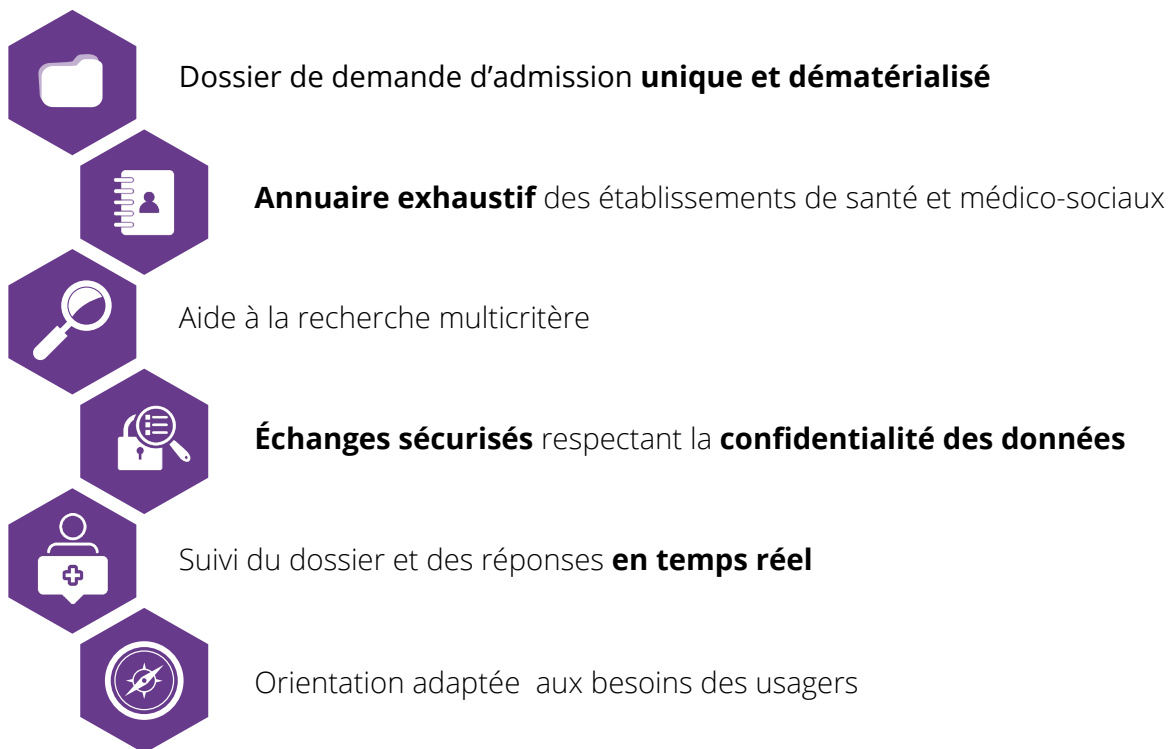 Dossier de demande d’admission unique et dématérialisé
Annuaire exhaustif des établissements de santé et médico-sociaux
Aide à la recherche multicritère
Échanges sécurisés respectant la confidentialité des données
Suivi du dossier et des réponses en temps réel
Orientation adaptée  aux besoins des usagers